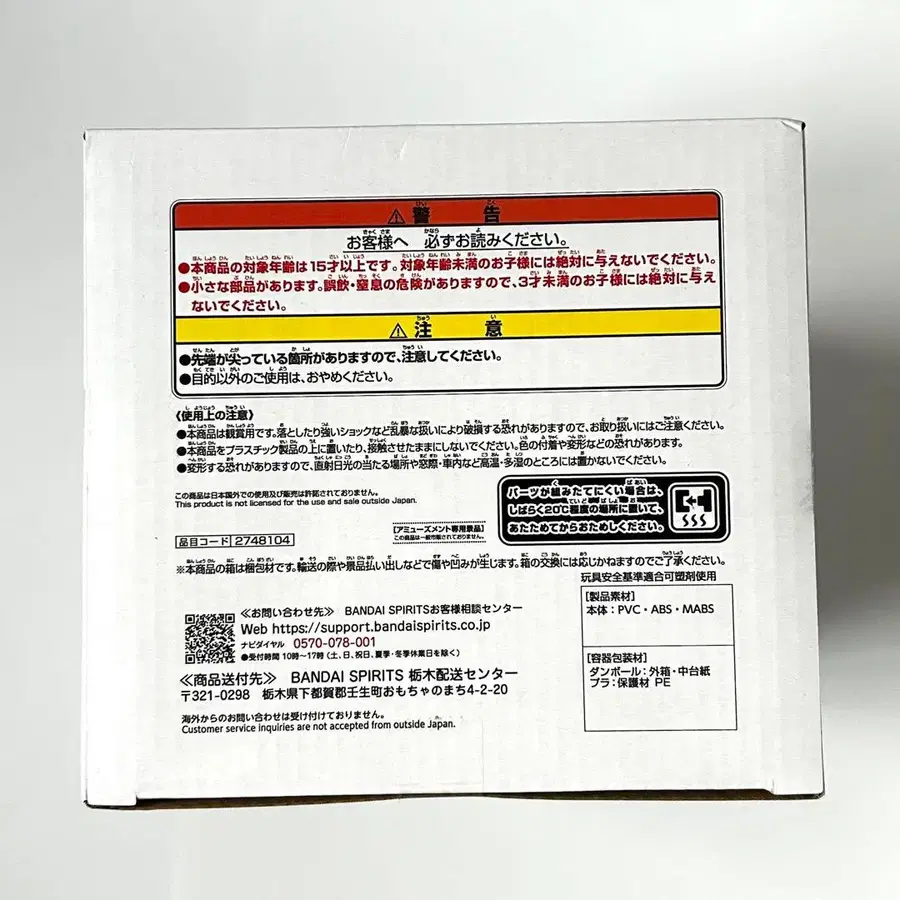 ⚠警告
お客様へ 必ずお読みください。
●本商品の対象年齢は15才以上です。対象年齢未満のお子様には絶対に与えないでください。
●小さな部品があります。誤飲・窒息の危険がありますので、3才未満のお子様には絶対に与え
ないでください。
⚠注意
●先端が尖っている箇所がありますので、注意してください。
●目的以外のご使用は、おやめください。
《使用上の注意》
●本商品は観賞用です。落としたり強いショックなど乱暴な扱いにより破損する恐れがありますので、お取り扱いにはご注意ください。
●本商品をプラスチック製品の上に置いたり、接触させたままにしないでください。色の付着や変形などの恐れがあります。
●変形する恐れがありますので、直射日光の当たる場所や窓際・車内など高温・多湿のところには置かないでください。
この商品は日本国外での使用及び販売は許諾されておりません。
This product is not licensed for the use and sale outside Japan.
パーツが組みたてにくい場合は、
しばらく20℃程度の場所に置いて、
あたためてからおためしください。
品目コード 2748104
【アミューズメント専用景品】
この商品は一般市販されておりません。
※本商品の箱は梱包材です。輸送の際や景品払い出しなどで傷や凹みが生じます。箱の交換には応じかねますのでご了承ください。
玩具安全基準適合可塑剤使用
≪お問い合わせ先≫ BANDAI SPIRITSお客様相談センター
Web https://support.bandaispirits.co.jp
ナビダイヤル 0570-078-001
●受付時間 10時〜17時(土、日、祝日、夏季・冬季休業日を除く)
≪商品送付先≫ BANDAI SPIRITS 栃木配送センター
〒321-0298 栃木県下都賀郡壬生町おもちゃのまち4-2-20
海外からのお問い合わせは受け付けておりません。
Customer service inquiries are not accepted from outside Japan.
【製品素材】
本体：PVC・ABS・MABS
【容器包装材】
ダンボール：外箱・中台紙
プラ：保護材 PE